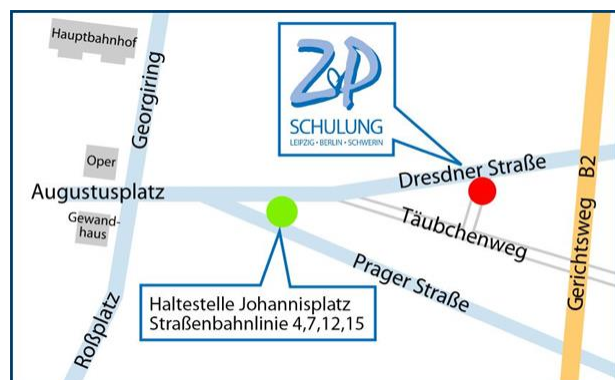 Hauptbahnhof
Georgiring
Z&P
SCHULUNG
LEIPZIG • BERLIN • SCHWERIN
Oper
Augustusplatz
Gewand-
haus
Dresdner Straße
Täubchenweg
Gerichtsweg B2
Prager Straße
Roßplatz
Haltestelle Johannisplatz
Straßenbahnlinie 4,7,12,15